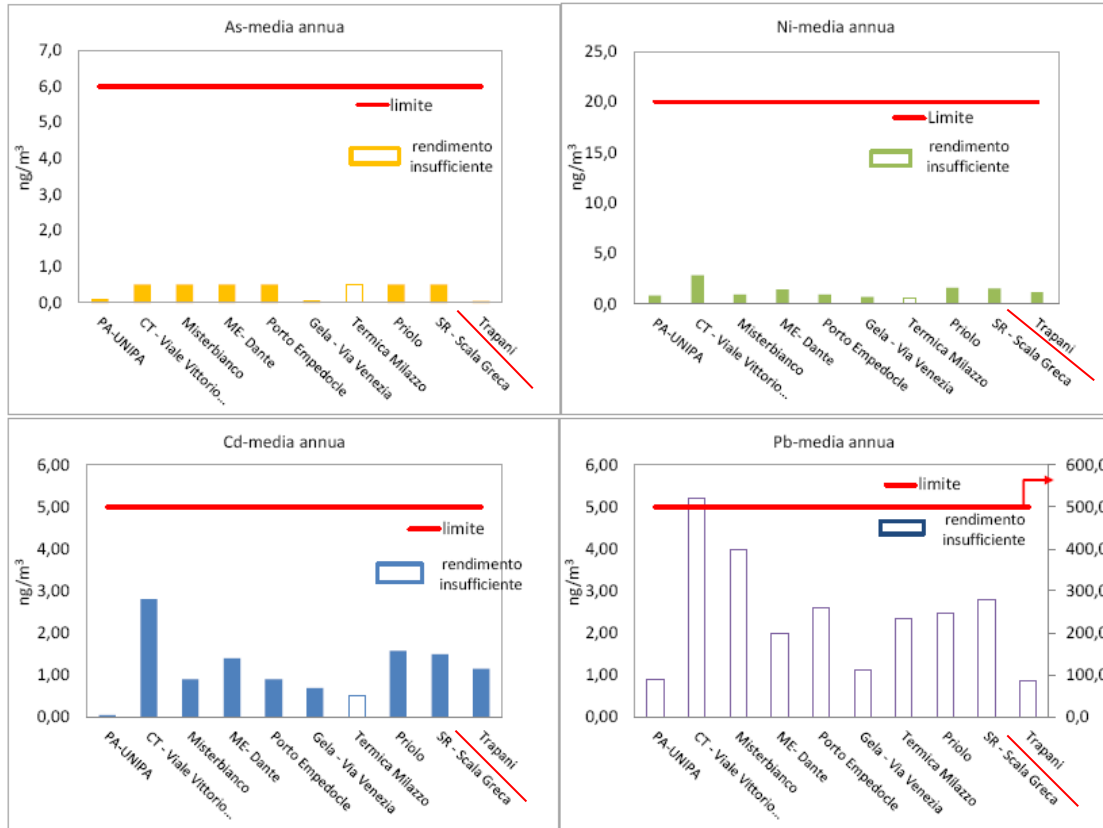 As-media annua
7,0
6,0
5,0
4,0
3,0
2,0
1,0
0,0
ng/m³
limite
rendimento
insufficiente
PA-UNIPA
CT - Viale Vittorio...
Misterbianco
ME- Dante
Porto Empedocle
Gela - Via Venezia
Termica Milazzo
Priolo
SR - Scala Greca
Trapani
Ni-media annua
25,0
20,0
15,0
10,0
5,0
0,0
ng/m³
Limite
rendimento
insufficiente
PA-UNIPA
CT - Viale Vittorio...
Misterbianco
ME- Dante
Porto Empedocle
Gela - Via Venezia
Termica Milazzo
Priolo
SR - Scala Greca
Trapani
Cd-media annua
6,00
5,00
4,00
3,00
2,00
1,00
0,00
ng/m³
limite
rendimento
insufficiente
PA-UNIPA
CT - Viale Vittorio...
Misterbianco
ME- Dante
Porto Empedocle
Gela - Via Venezia
Termica Milazzo
Priolo
SR - Scala Greca
Trapani
Pb-media annua
6,00
5,00
4,00
3,00
2,00
1,00
0,00
ng/m³
limite
rendimento
insufficiente
600,0
500,0
400,0
300,0
200,0
100,0
0,0
PA-UNIPA
CT - Viale Vittorio...
Misterbianco
ME- Dante
Porto Empedocle
Gela - Via Venezia
Termica Milazzo
Priolo
SR - Scala Greca
Trapani